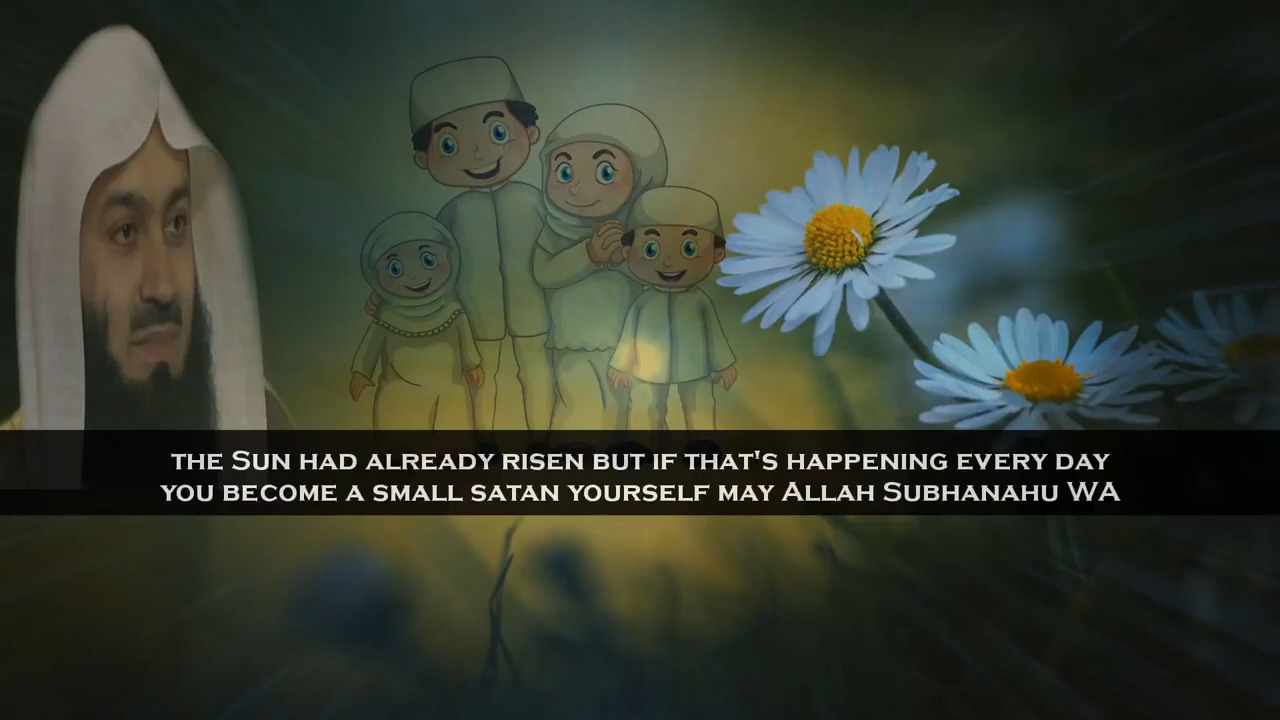 THE SUN HAD ALREADY RISEN BUT IF THAT'S HAPPENING EVERY DAY
YOU BECOME A SMALL SATAN YOURSELF MAY ALLAH SUBHANAHU WA